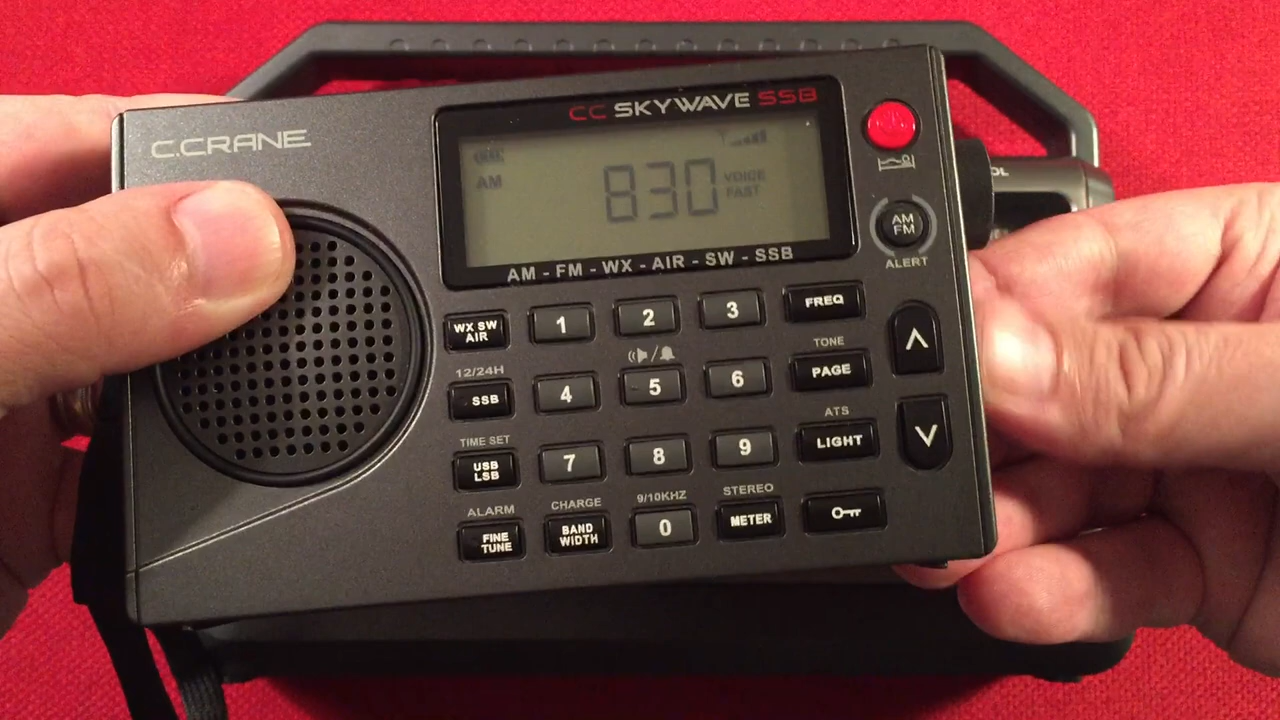 C.CRANE
CC SKYWAVE SSB
AM
830
VOICE
FAST
AM - FM - WX - AIR - SW - SSB
AM
FM
ALERT
OL
WX SW
AIR
1
2
3
FREQ
12/24H
SSB
4
5
6
TONE
PAGE
TIME SET
USB
LSB
7
8
9
ATS
LIGHT
ALARM
FINE
TUNE
CHARGE
BAND
WIDTH
9/10KHZ
0
STEREO
METER